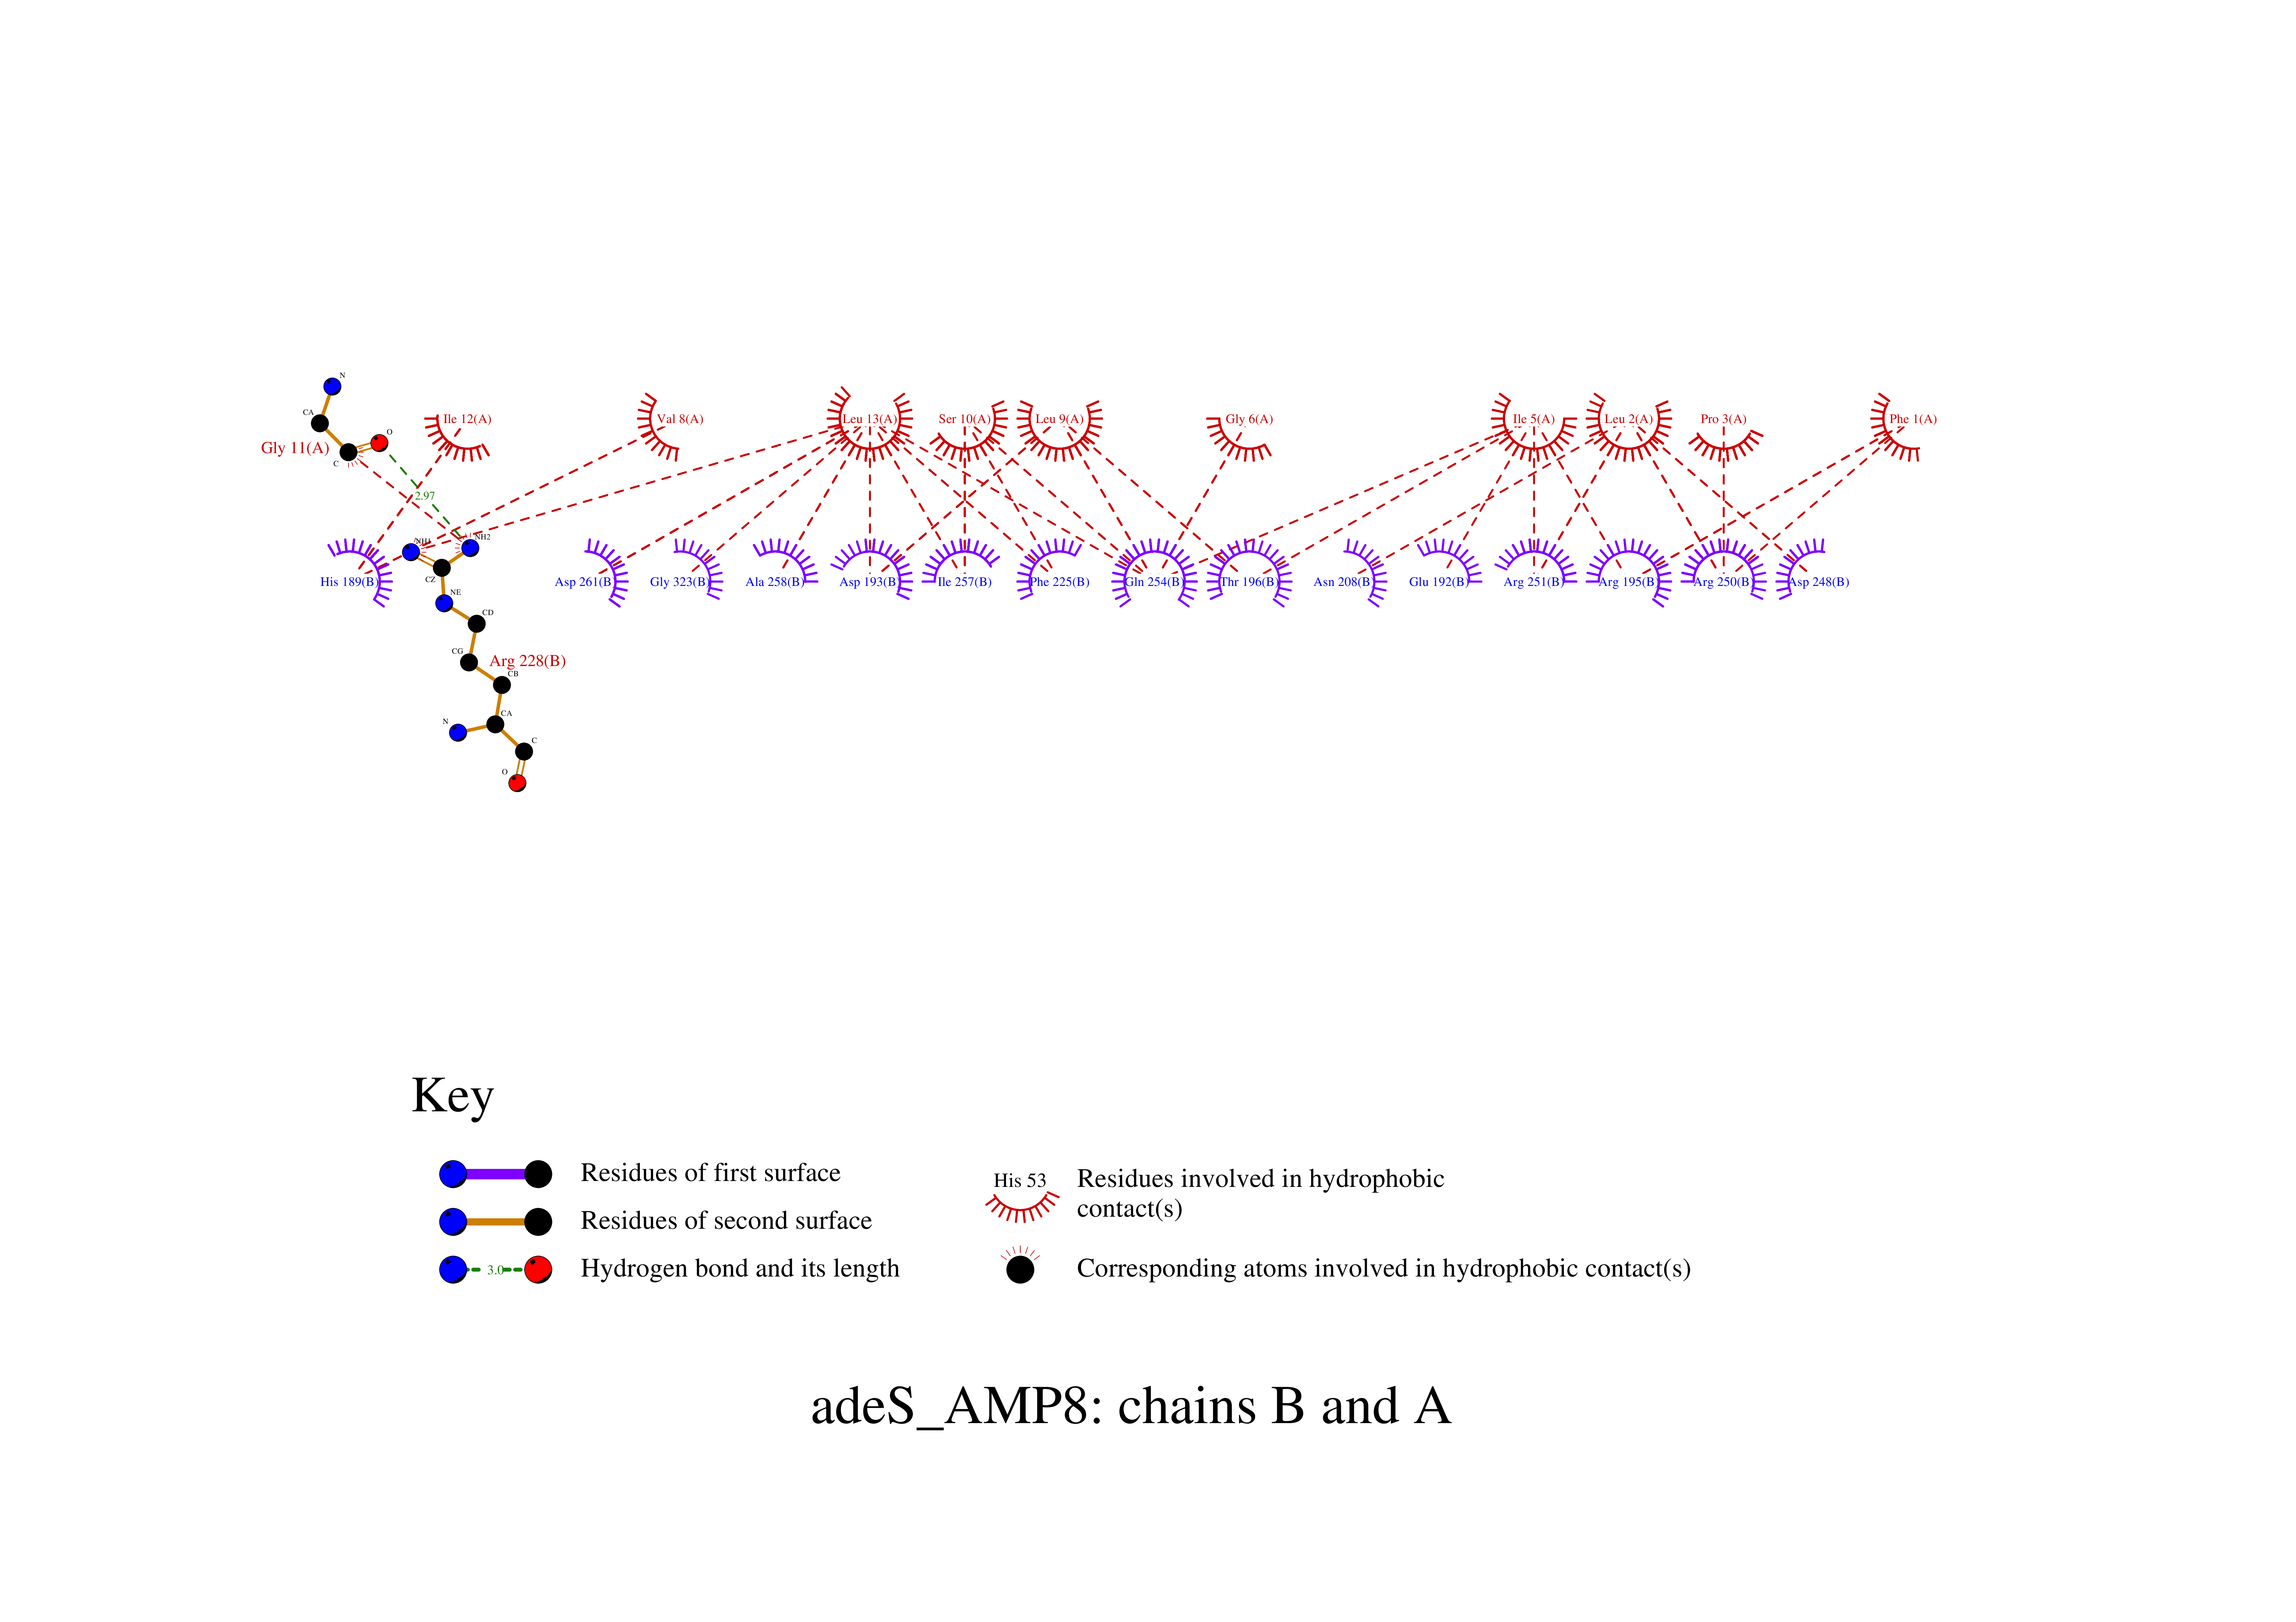 N
CA
O
C
Gly 11(A)
Ile 12(A)
Val 8(A)
Leu 13(A)
Ser 10(A)
Leu 9(A)
Gly 6(A)
Ile 5(A)
Leu 2(A)
Pro 3(A)
Phe 1(A)
2.97
NH1
NH2
CZ
His 189(B)
Asp 261(B)
Gly 323(B)
Ala 258(B)
Asp 193(B)
Ile 257(B)
Phe 225(B)
Gln 254(B)
Thr 196(B)
Asn 208(B)
Glu 192(B)
Arg 251(B)
Arg 195(B)
Arg 250(B)
Asp 248(B)
NE
CD
CG
Arg 228(B)
CB
CA
N
C
O
Key
Residues of first surface
Residues of second surface
3.0
Hydrogen bond and its length
His 53
Residues involved in hydrophobic
contact(s)
Corresponding atoms involved in hydrophobic contact(s)
adeS_AMP8: chains B and A